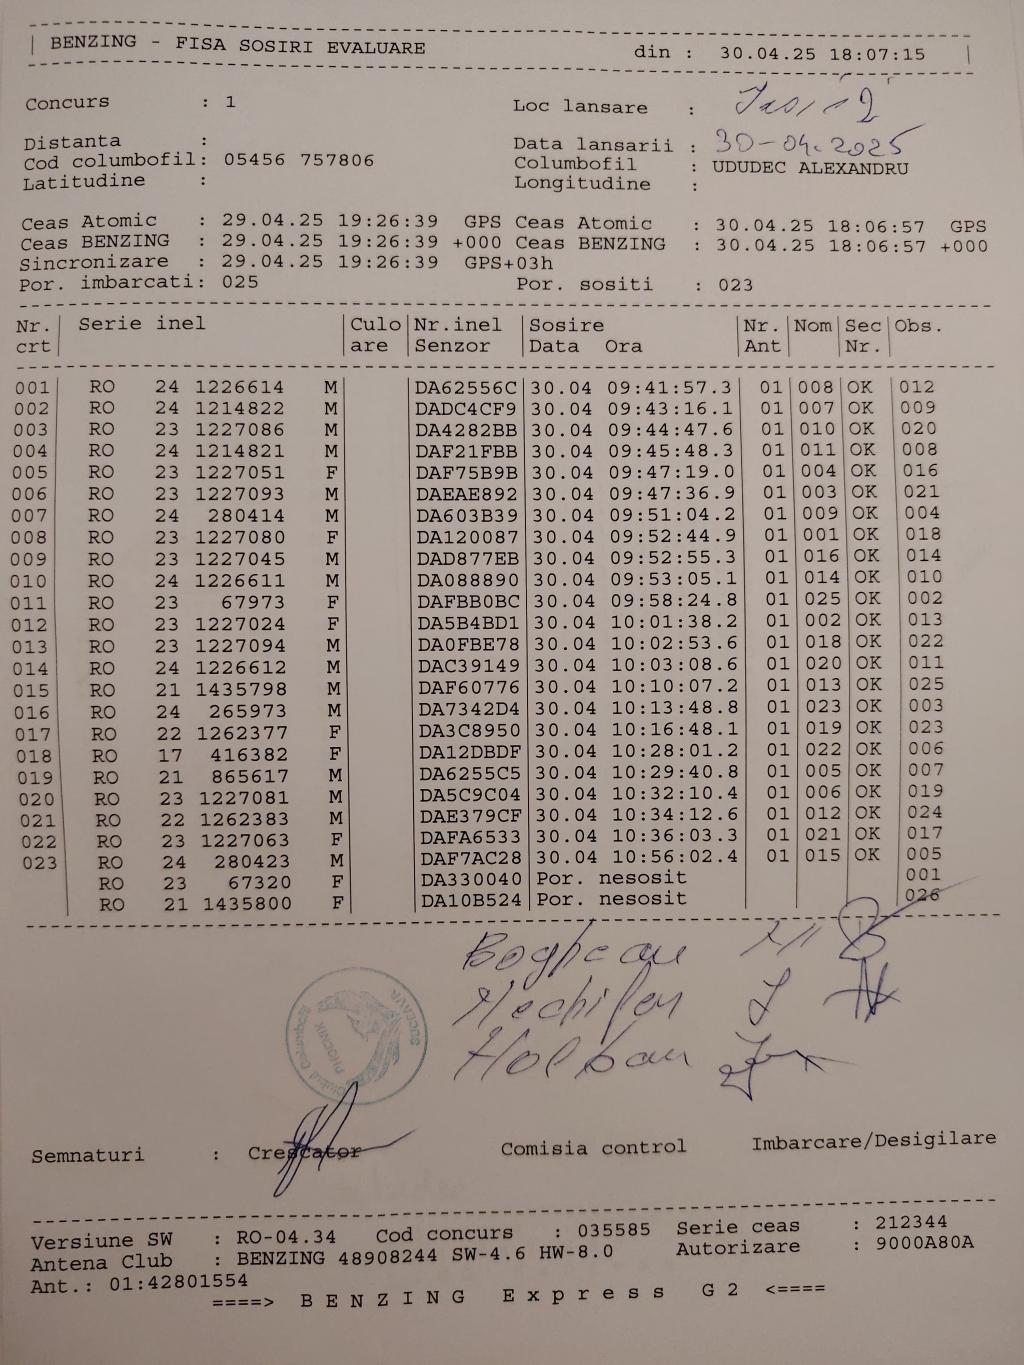 BENZING - FISA SOSIRI EVALUARE din : 30.04.25 18:07:15
Concurs : 1 Loc lansare : Iasi 2
Distanta : Data lansarii : 30-04.2025
Cod columbofil: 05456 757806 Columbofil : UDUDEC ALEXANDRU
Latitudine : Longitudine :
Ceas Atomic : 29.04.25 19:26:39 GPS Ceas Atomic : 30.04.25 18:06:57 GPS
Ceas BENZING : 29.04.25 19:26:39 +000 Ceas BENZING : 30.04.25 18:06:57 +000
Sincronizare : 29.04.25 19:26:39 GPS+03h
Por. imbarcati: 025 Por. sositi : 023
Nr. Serie inel Culo Nr.inel Sosire Nr. Nom Sec Obs.
crt are Senzor Data Ora Ant Nr.
001 RO 24 1226614 M DA62556C 30.04 09:41:57.3 01 008 OK 012
002 RO 24 1214822 M DADC4CF9 30.04 09:43:16.1 01 007 OK 009
003 RO 23 1227086 M DA4282BB 30.04 09:44:47.6 01 010 OK 020
004 RO 24 1214821 M DAF21FBB 30.04 09:45:48.3 01 011 OK 008
005 RO 23 1227051 F DAF75B9B 30.04 09:47:19.0 01 004 OK 016
006 RO 23 1227093 M DAEAE892 30.04 09:47:36.9 01 003 OK 021
007 RO 24 280414 M DA603B39 30.04 09:51:04.2 01 009 OK 004
008 RO 23 1227080 F DA120087 30.04 09:52:44.9 01 001 OK 018
009 RO 23 1227045 M DAD877EB 30.04 09:52:55.3 01 016 OK 014
010 RO 24 1226611 M DA088890 30.04 09:53:05.1 01 014 OK 010
011 RO 23 67973 F DAFBB0BC 30.04 09:58:24.8 01 025 OK 002
012 RO 23 1227024 F DA5B4BD1 30.04 10:01:38.2 01 002 OK 013
013 RO 23 1227094 M DA0FBE78 30.04 10:02:53.6 01 018 OK 022
014 RO 24 1226612 M DAC39149 30.04 10:03:08.6 01 020 OK 011
015 RO 21 1435798 M DAF60776 30.04 10:10:07.2 01 013 OK 025
016 RO 24 265973 M DA7342D4 30.04 10:13:48.8 01 023 OK 003
017 RO 22 1262377 F DA3C8950 30.04 10:16:48.1 01 019 OK 023
018 RO 17 416382 F DA12DBDF 30.04 10:28:01.2 01 022 OK 006
019 RO 21 865617 M DA6255C5 30.04 10:29:40.8 01 005 OK 007
020 RO 23 1227081 M DA5C9C04 30.04 10:32:10.4 01 006 OK 019
021 RO 22 1262383 M DAE379CF 30.04 10:34:12.6 01 012 OK 024
022 RO 23 1227063 F DAFA6533 30.04 10:36:03.3 01 021 OK 017
023 RO 24 280423 M DAF7AC28 30.04 10:56:02.4 01 015 OK 005
RO 23 67320 F DA330040 Por. nesosit 001
RO 21 1435800 F DA10B524 Por. nesosit 026
Holban
PHOENIX
SUCEAVA
Semnaturi : Crescator Comisia control Imbarcare/Desigilare
Versiune SW : RO-04.34 Cod concurs : 035585 Serie ceas : 212344
Antena Club : BENZING 48908244 SW-4.6 HW-8.0 Autorizare : 9000A80A
Ant.: 01:42801554
====> B E N Z I N G E x p r e s s G 2 <====